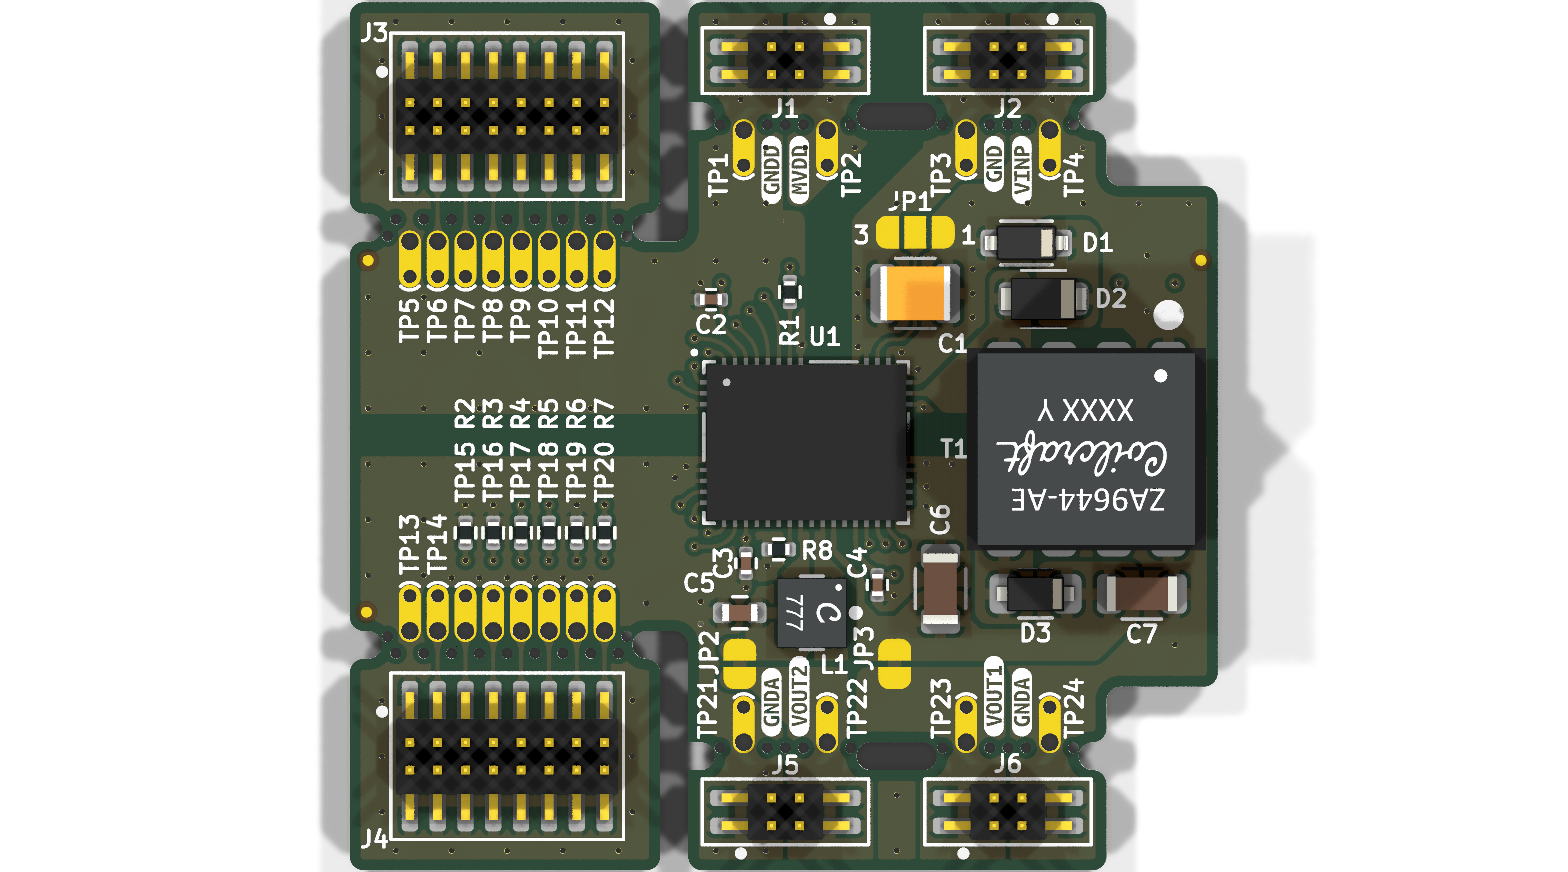 J3
J1
J2
TP1
GNDD
MVDD
TP2
TP3
GND
VINP
TP4
JP1
3
1
D1
D2
TP5
TP6
TP7
TP8
TP9
TP10
TP11
TP12
C2
R1
U1
C1
XXXX Y
Coilcraft
ZA9644-AE
T1
R2
R3
R4
R5
R6
R7
TP15
TP16
TP17
TP18
TP19
TP20
TP13
TP14
C6
C3
R8
C4
C5
C
777
D3
C7
JP2
L1
JP3
TP21
GNDA
VOUT2
TP22
TP23
VOUT1
GNDA
TP24
J5
J6
J4